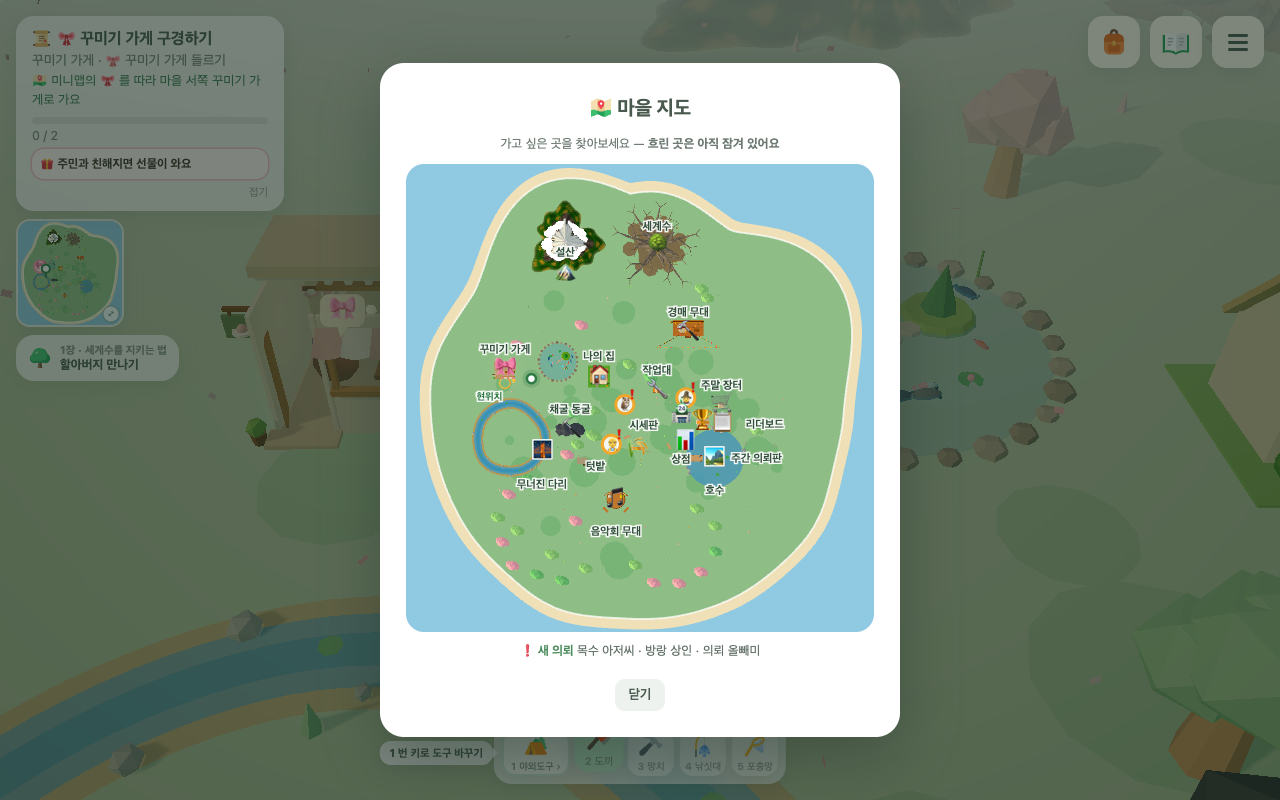 꾸미기 가게 구경하기
꾸미기 가게 · 꾸미기 가게 들르기
미니맵의 를 따라 마을 서쪽 꾸미기 가
게로 가요
0 / 2
주민과 친해지면 선물이 와요
접기
1장 · 세계수를 지키는 법
할아버지 만나기
마을 지도
가고 싶은 곳을 찾아보세요 — 흐린 곳은 아직 잠겨 있어요
세계수
설산
경매 무대
꾸미기 가게
나의 집
작업대
주말 장터
현위치
채굴 동굴
24
시세판
리더보드
텃밭
상점
주간 의뢰판
무너진 다리
호수
음악회 무대
새 의뢰 목수 아저씨 · 방랑 상인 · 의뢰 올빼미
닫기
1 번 키로 도구 바꾸기
1 야외도구 ›
2 도끼
3 망치
4 낚싯대
5 포충망